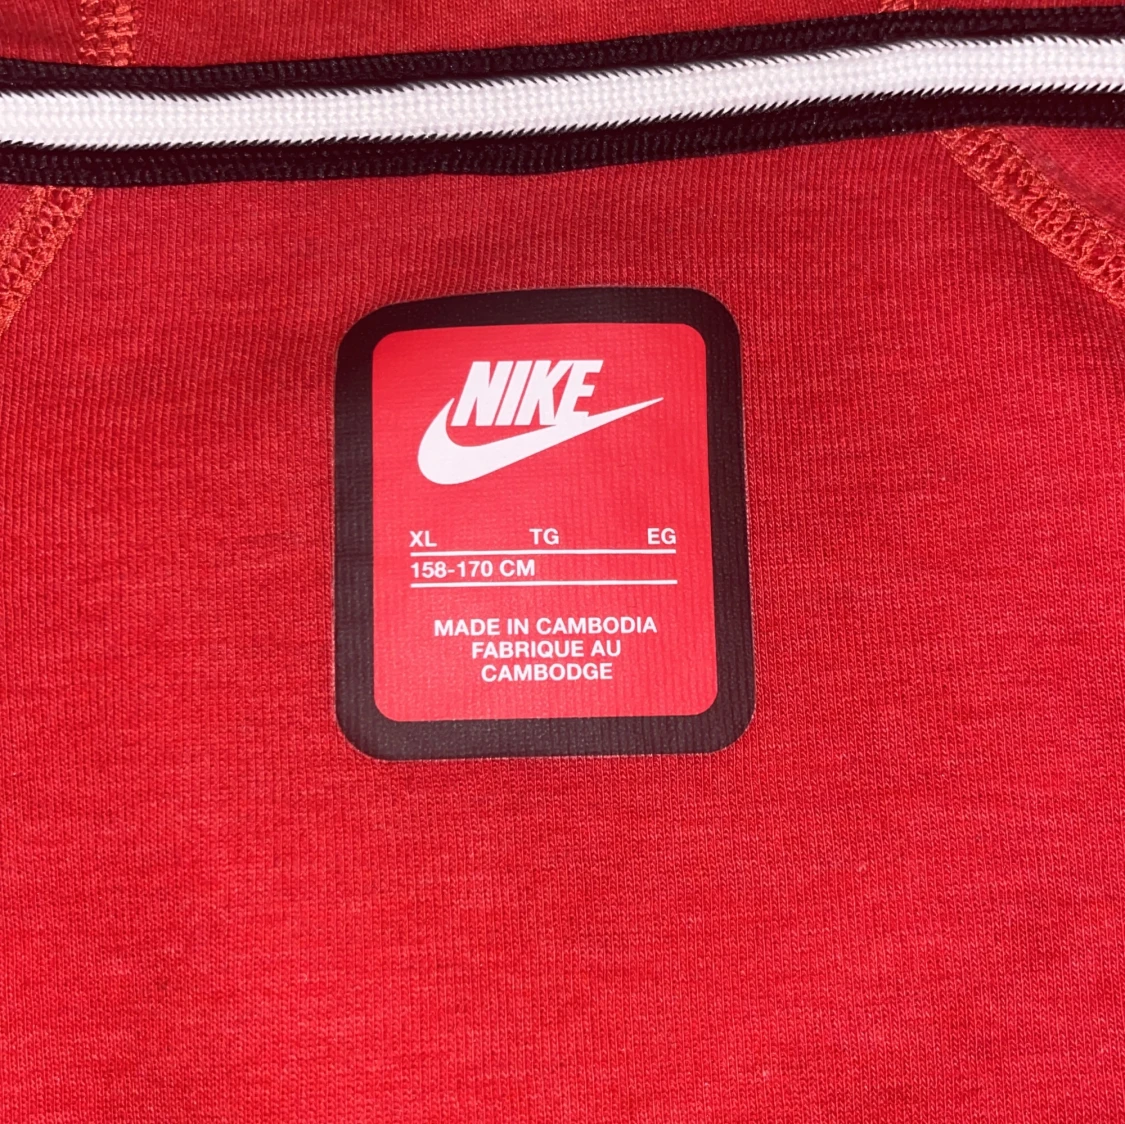 NIKE
XL TG EG
158-170 CM
MADE IN CAMBODIA
FABRIQUE AU
CAMBODGE